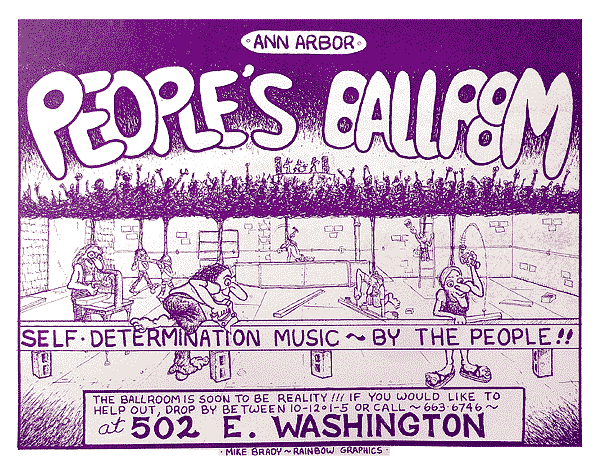 · ANN ARBOR ·
PEOPLE'S BALLROOM
SELF · DETERMINATION MUSIC ~ BY THE PEOPLE!!
THE BALLROOM IS SOON TO BE REALITY!!! IF YOU WOULD LIKE TO
HELP OUT, DROP BY BETWEEN 10-12 · 1-5 OR CALL ~ 663-6746 ~
at 502 E. WASHINGTON
· MIKE BRADY ~ RAINBOW GRAPHICS ·